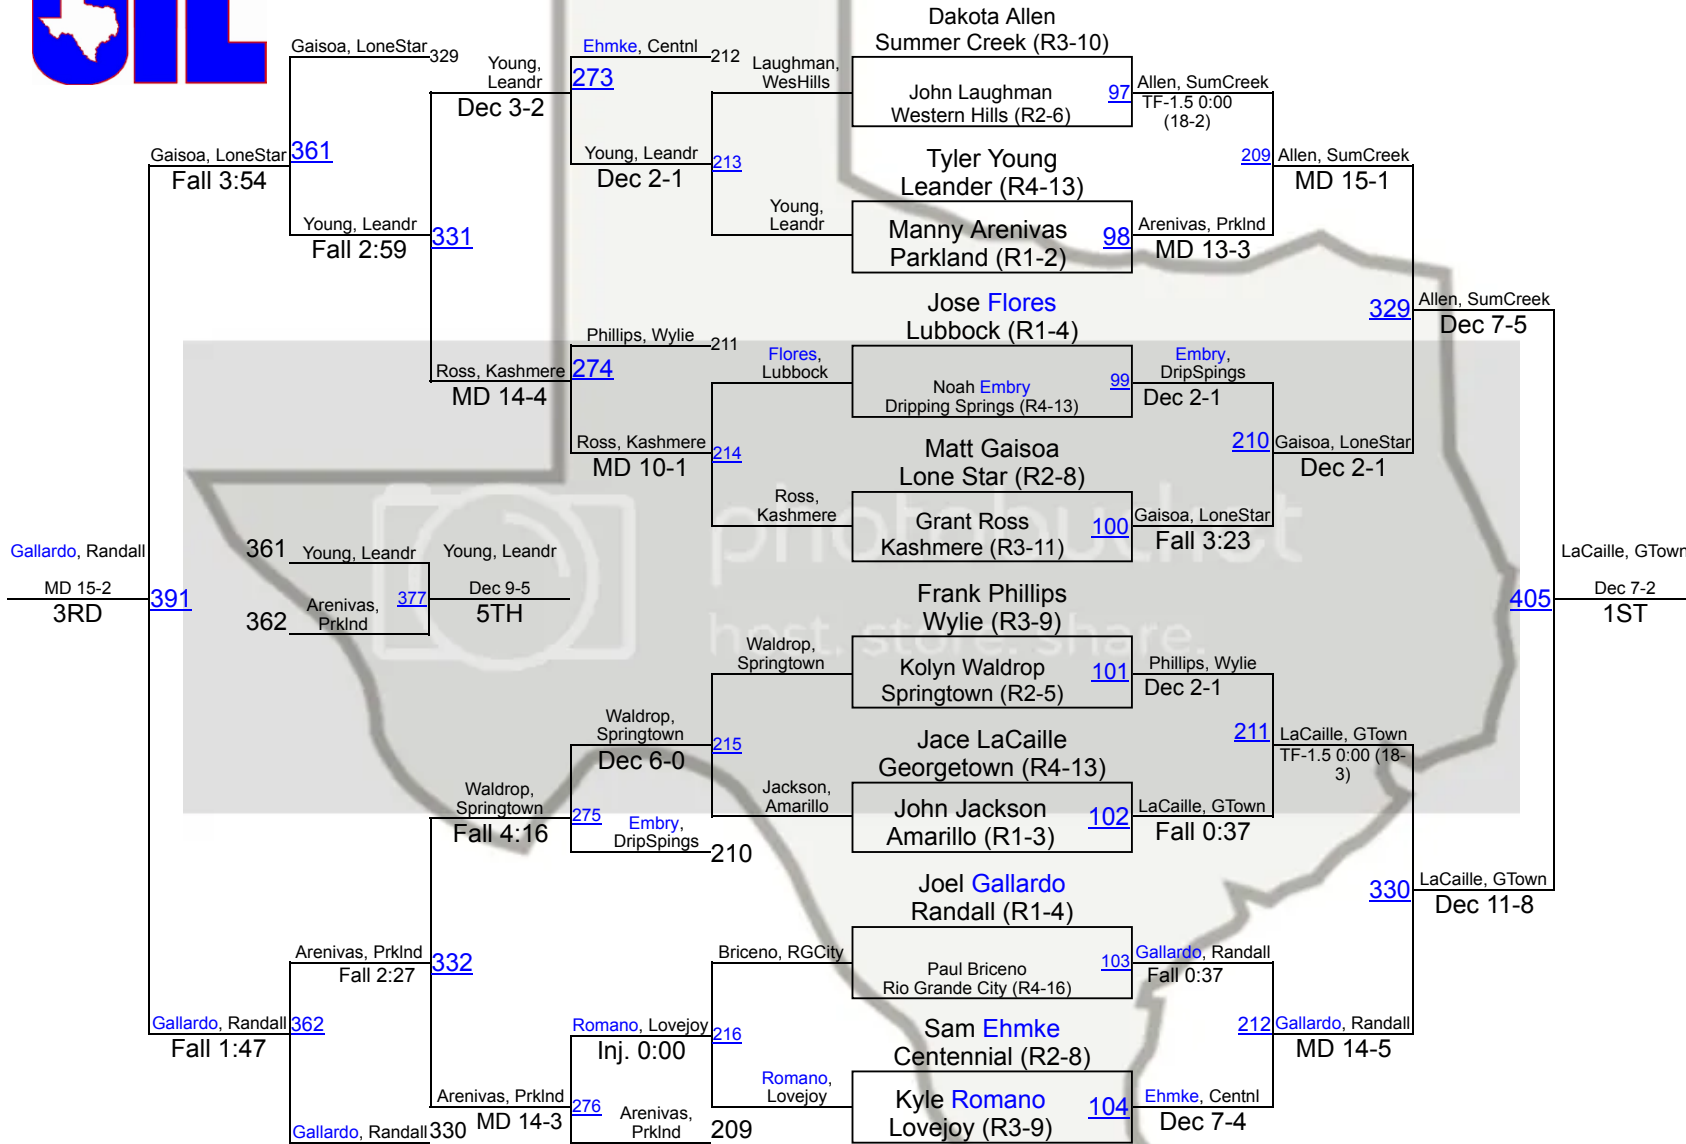 UIL
Gaisoa, LoneStar 329
Gaisoa, LoneStar 361
Fall 3:54
Young, Leandr
Fall 2:59
331
Young,
Leandr
Dec 3-2
Ehmke, Centnl 212
273
Young, Leandr
Dec 2-1
213
Laughman,
WesHills
Young,
Leandr
Ross, Kashmere
MD 14-4
Phillips, Wylie 211
274
Ross, Kashmere
MD 10-1
214
Flores,
Lubbock
Ross,
Kashmere
Gallardo, Randall
MD 15-2
3RD
391
361 Young, Leandr
362 Arenivas,
Prklnd
377
Young, Leandr
Dec 9-5
5TH
Waldrop,
Springtown
Fall 4:16
Waldrop,
Springtown
Dec 6-0
275
Embry,
DripSpings
210
215
Waldrop,
Springtown
Jackson,
Amarillo
Arenivas, Prklnd
Fall 2:27
332
Gallardo, Randall 362
Fall 1:47
Gallardo, Randall 330
Arenivas, Prklnd
MD 14-3
276
Romano, Lovejoy
Inj. 0:00
Arenivas,
Prklnd
209
216
Briceno, RGCity
Romano,
Lovejoy
Dakota Allen
Summer Creek (R3-10)
John Laughman
Western Hills (R2-6)
97
Tyler Young
Leander (R4-13)
Manny Arenivas
Parkland (R1-2)
98
Jose Flores
Lubbock (R1-4)
Noah Embry
Dripping Springs (R4-13)
99
Matt Gaisoa
Lone Star (R2-8)
Grant Ross
Kashmere (R3-11)
100
Frank Phillips
Wylie (R3-9)
Kolyn Waldrop
Springtown (R2-5)
101
Jace LaCaille
Georgetown (R4-13)
John Jackson
Amarillo (R1-3)
102
Joel Gallardo
Randall (R1-4)
Paul Briceno
Rio Grande City (R4-16)
103
Sam Ehmke
Centennial (R2-8)
Kyle Romano
Lovejoy (R3-9)
104
Allen, SumCreek
TF-1.5 0:00
(18-2)
Arenivas, Prklnd
MD 13-3
209 Allen, SumCreek
MD 15-1
Embry,
DripSpings
Dec 2-1
Gaisoa, LoneStar
Fall 3:23
210 Gaisoa, LoneStar
Dec 2-1
329 Allen, SumCreek
Dec 7-5
Phillips, Wylie
Dec 2-1
LaCaille, GTown
Fall 0:37
211 LaCaille, GTown
TF-1.5 0:00 (18-
3)
Gallardo, Randall
Fall 0:37
Ehmke, Centnl
Dec 7-4
212 Gallardo, Randall
MD 14-5
330 LaCaille, GTown
Dec 11-8
LaCaille, GTown
405
Dec 7-2
1ST
photobucket
host. store. share.